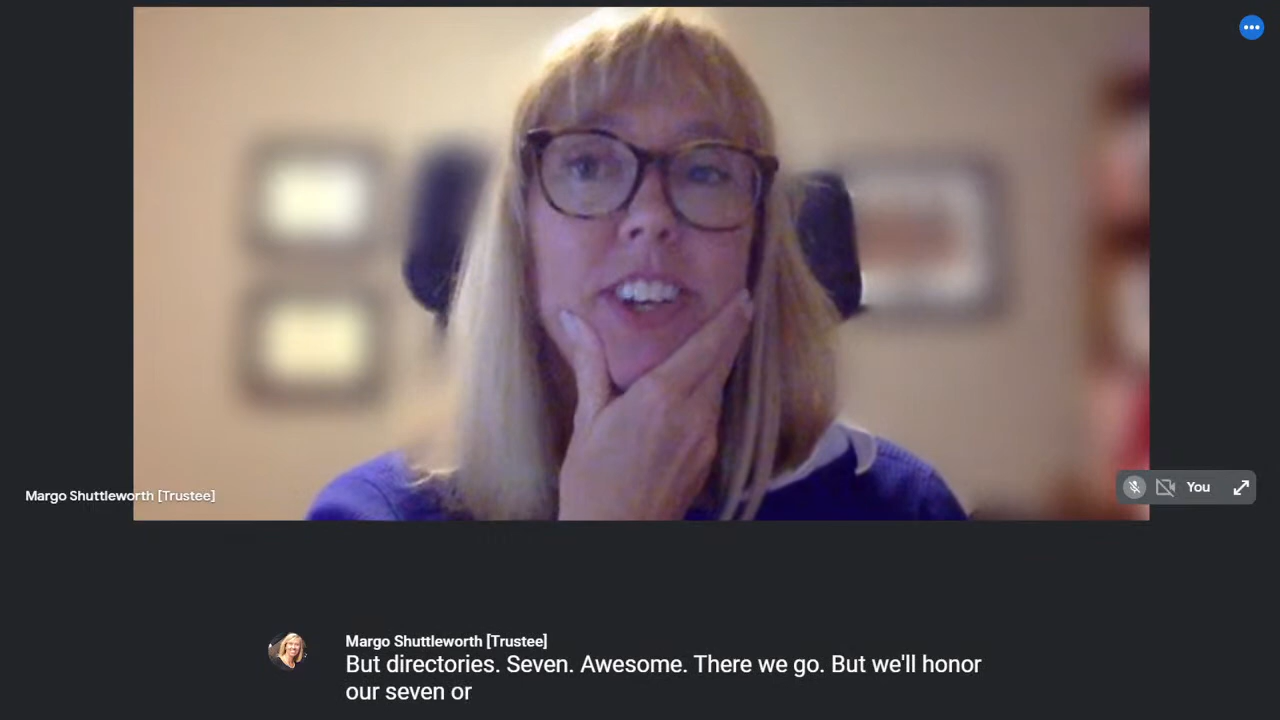 Margo Shuttleworth [Trustee]
You
Margo Shuttleworth [Trustee]
But directories. Seven. Awesome. There we go. But we'll honor
our seven or